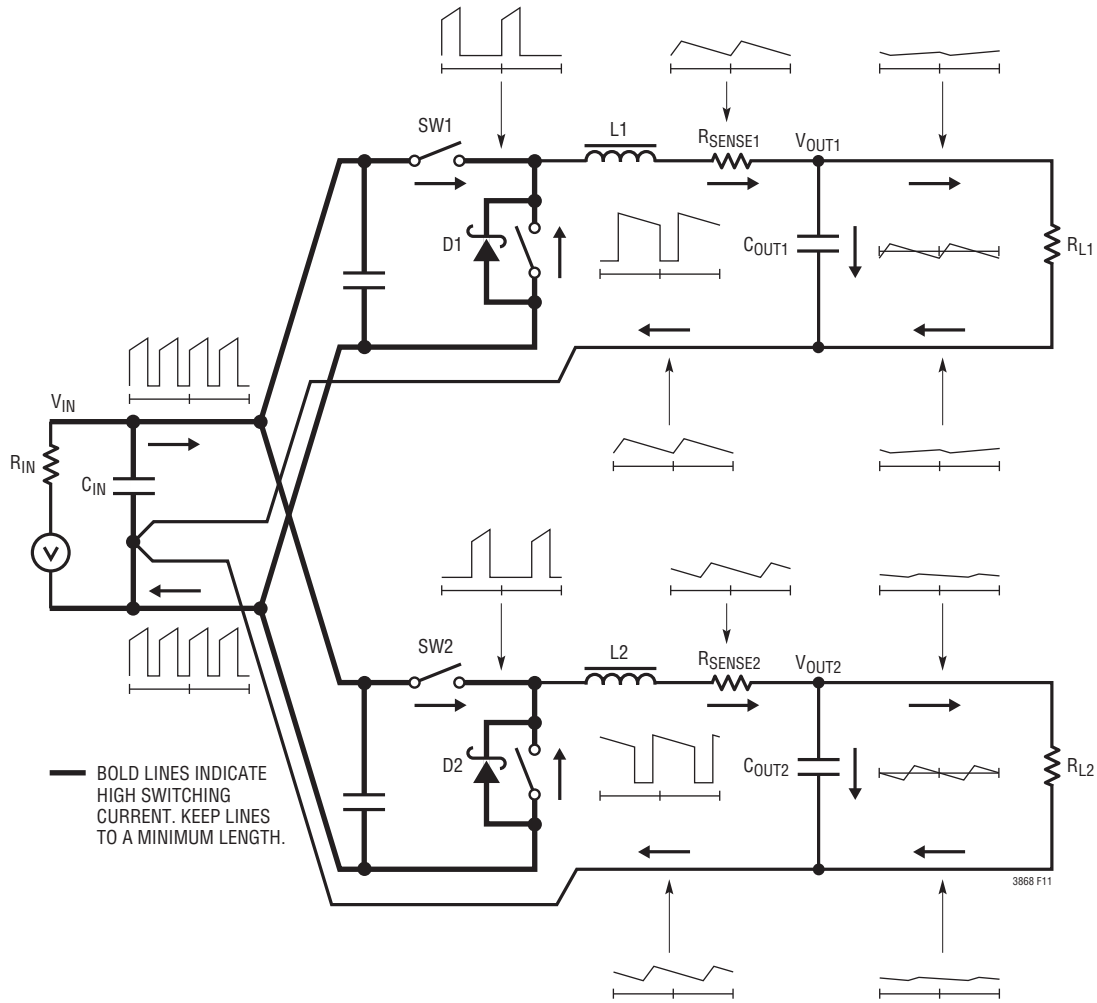 SW1
L1
RSENSE1
VOUT1
D1
COUT1
RL1
VIN
RIN
CIN
V
SW2
L2
RSENSE2
VOUT2
D2
COUT2
RL2
BOLD LINES INDICATE
HIGH SWITCHING
CURRENT. KEEP LINES
TO A MINIMUM LENGTH.
3868 F11